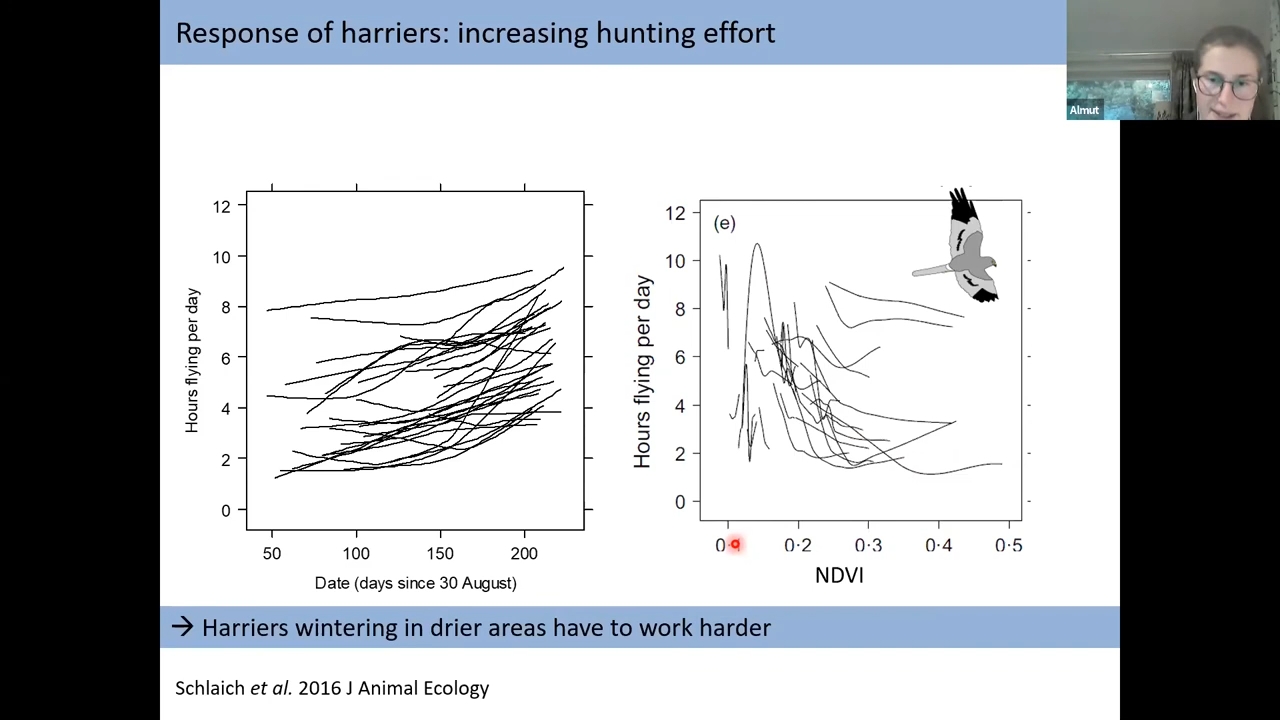 Response of harriers: increasing hunting effort
Almut
12
10
8
6
4
2
0
Hours flying per day
50
100
150
200
Date (days since 30 August)
(e)
12
10
8
6
4
2
0
Hours flying per day
0·2
0·3
0·4
0·5
NDVI
→ Harriers wintering in drier areas have to work harder
Schlaich et al. 2016 J Animal Ecology